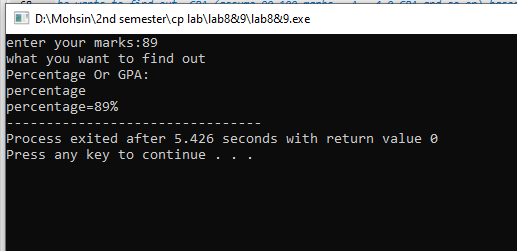 D:\Mohsin\2nd semester\cp lab\lab8&9\lab8&9.exe
enter your marks:89
what you want to find out
Percentage Or GPA:
percentage
percentage=89%
--------------------------------
Process exited after 5.426 seconds with return value 0
Press any key to continue . . .